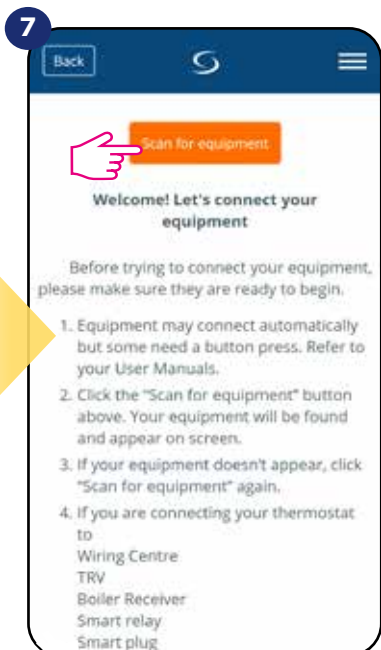 7
Back
Scan for equipment
Welcome! Let's connect your
equipment
Before trying to connect your equipment,
please make sure they are ready to begin.
1. Equipment may connect automatically
but some need a button press. Refer to
your User Manuals.
2. Click the "Scan for equipment" button
above. Your equipment will be found
and appear on screen.
3. If your equipment doesn't appear, click
"Scan for equipment" again.
4. If you are connecting your thermostat
to
Wiring Centre
TRV
Boiler Receiver
Smart relay
Smart plug